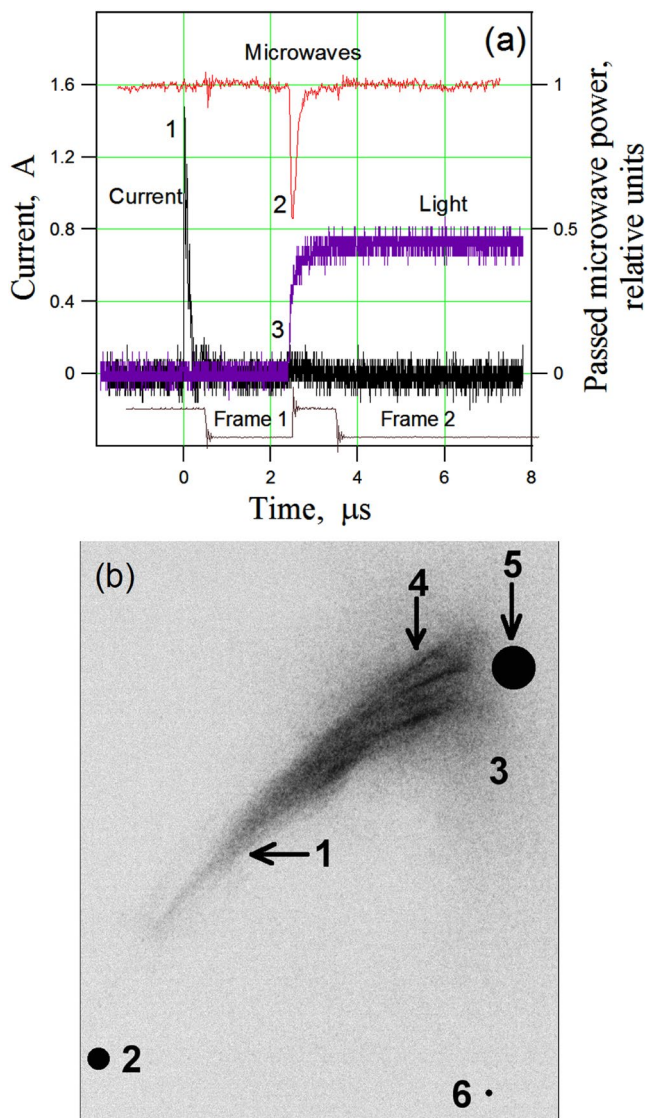 (a)
Microwaves
1.6
1
1
1.2
Current
2
Light
0.8
0.5
0.4
3
0
0
Frame 1
Frame 2
0
2
4
6
8
Current, A
Passed microwave power,
relative units
Time, μs
(b)
4
5
3
1
2
6